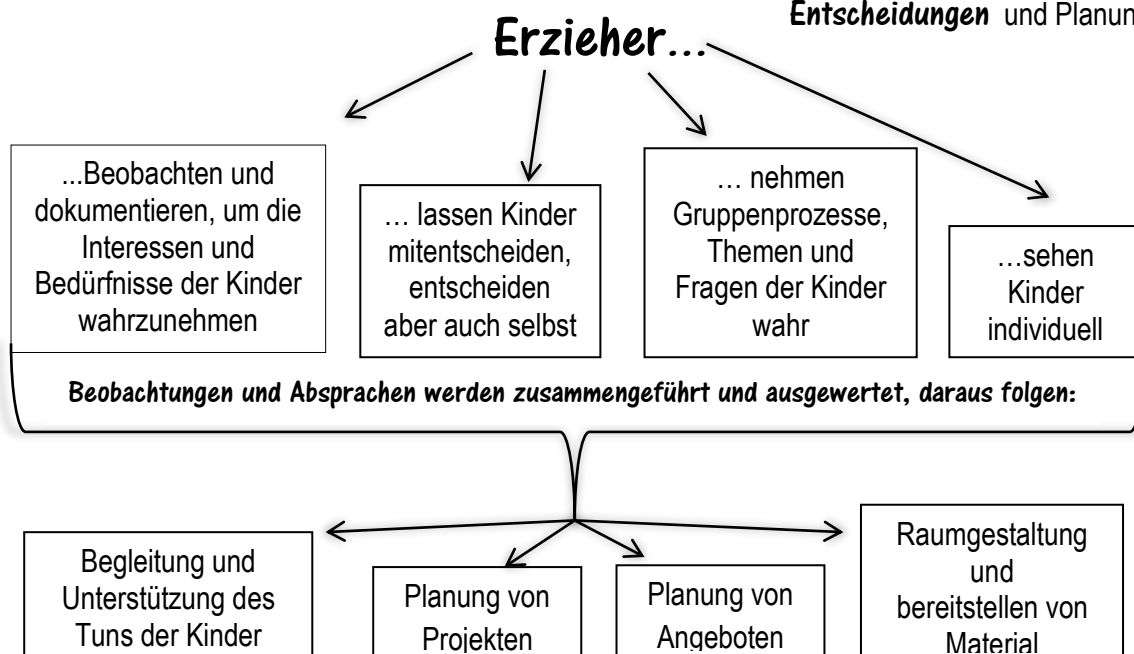 Entscheidungen und Planun
Erzieher...
...Beobachten und
dokumentieren, um die
Interessen und
Bedürfnisse der Kinder
wahrzunehmen
… lassen Kinder
mitentscheiden,
entscheiden
aber auch selbst
… nehmen
Gruppenprozesse,
Themen und
Fragen der Kinder
wahr
…sehen
Kinder
individuell
Beobachtungen und Absprachen werden zusammengeführt und ausgewertet, daraus folgen:
Begleitung und
Unterstützung des
Tuns der Kinder
Planung von
Projekten
Planung von
Angeboten
Raumgestaltung
und
bereitstellen von
Material